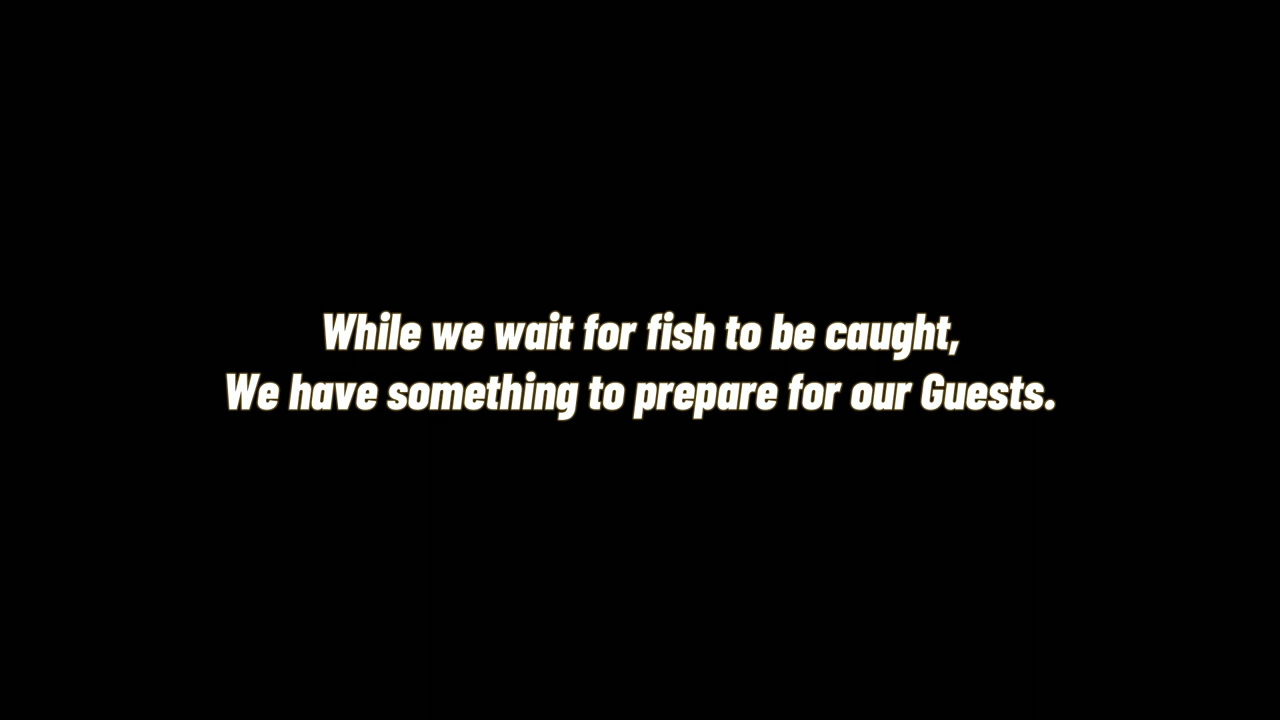 While we wait for fish to be caught,
We have something to prepare for our Guests.